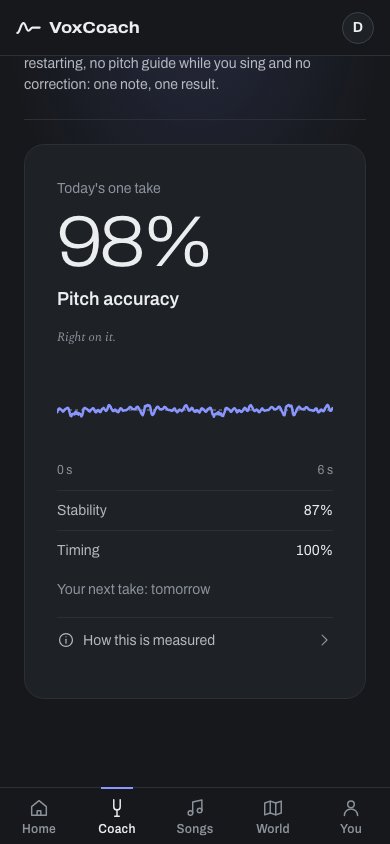 VoxCoach
D
restarting, no pitch guide while you sing and no
correction: one note, one result.
Today's one take
98%
Pitch accuracy
Right on it.
0 s
6 s
Stability
87%
Timing
100%
Your next take: tomorrow
How this is measured
Home
Coach
Songs
World
You